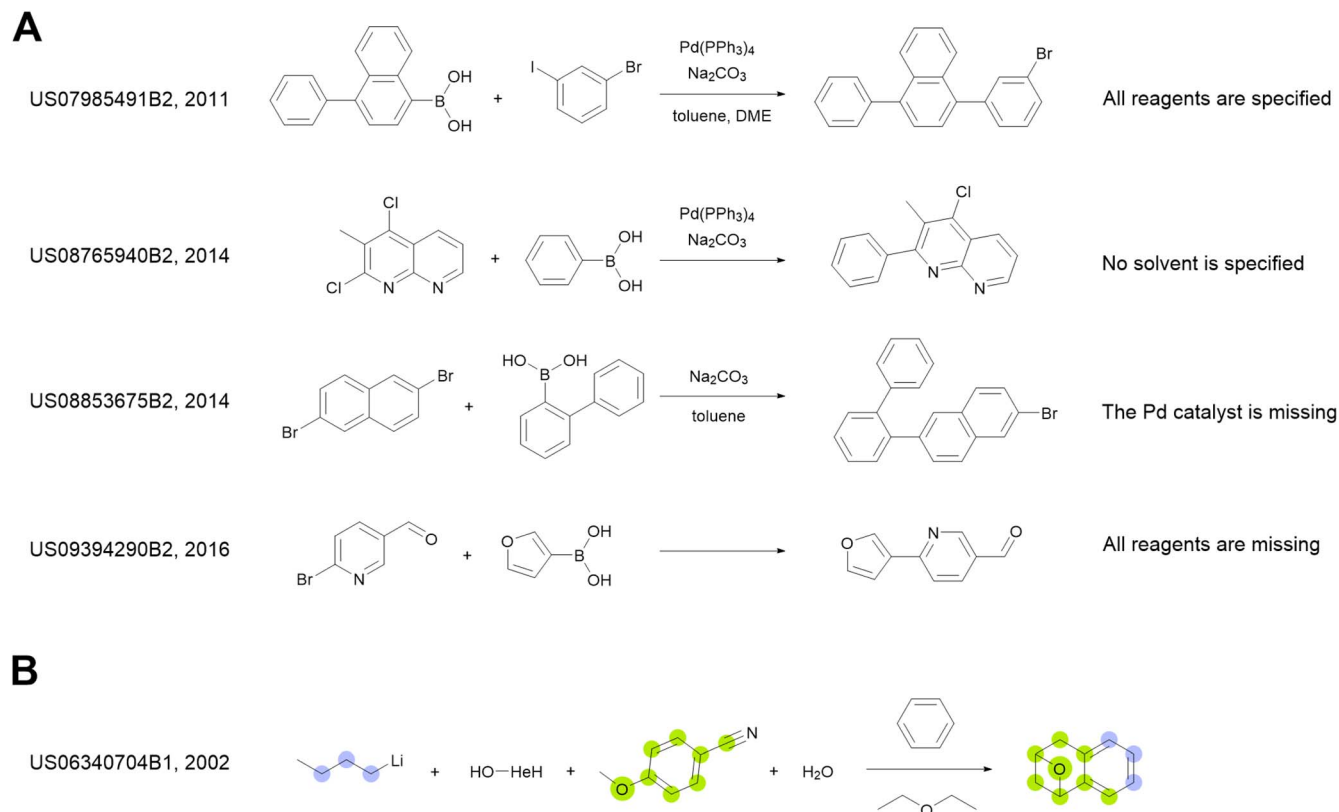 A
US07985491B2, 2011
OH
B
OH
+
I
Br
Pd(PPh3)4
Na2CO3
toluene, DME
Br
All reagents are specified
US08765940B2, 2014
Cl
Cl
N
N
+
OH
B
OH
Pd(PPh3)4
Na2CO3
Cl
N
N
No solvent is specified
US08853675B2, 2014
Br
Br
+
HO
OH
B
Na2CO3
toluene
Br
The Pd catalyst is missing
US09394290B2, 2016
O
Br
N
+
O
OH
B
OH
O
N
O
All reagents are missing
B
US06340704B1, 2002
Li
+
HO-HeH
+
O
N
+
H2O
O
O